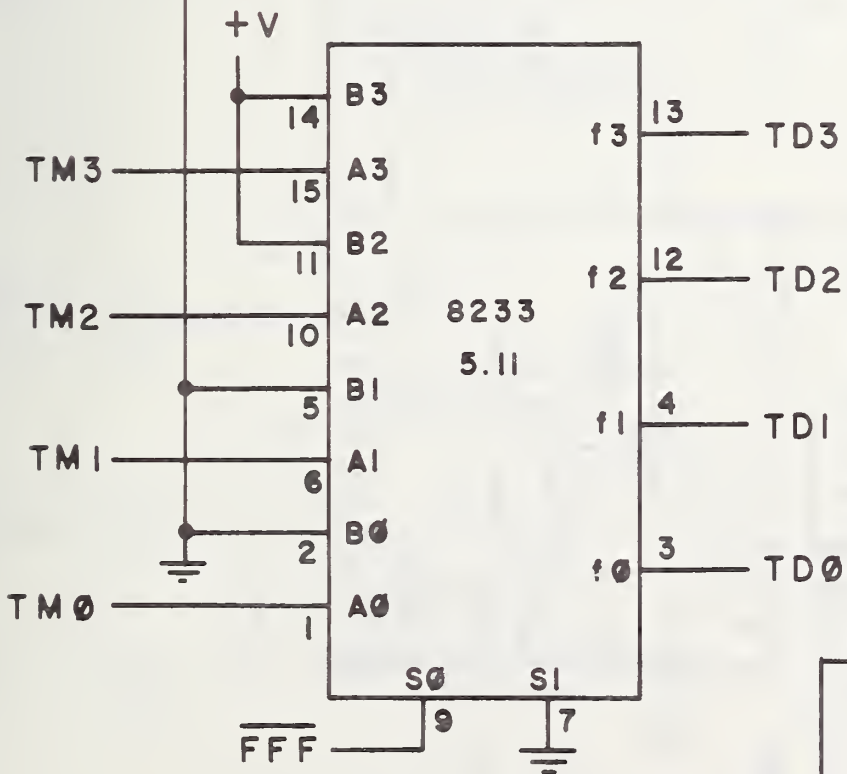 +V
14 B3
f3 13 TD3
TM3 15 A3
11 B2
f2 12 TD2
TM2 10 A2
8233
5.11
5 B1
f1 4 TD1
TM1 6 A1
2 BØ
fØ 3 TDØ
TMØ 1 AØ
SØ S1
9 7
F̅F̅F̅